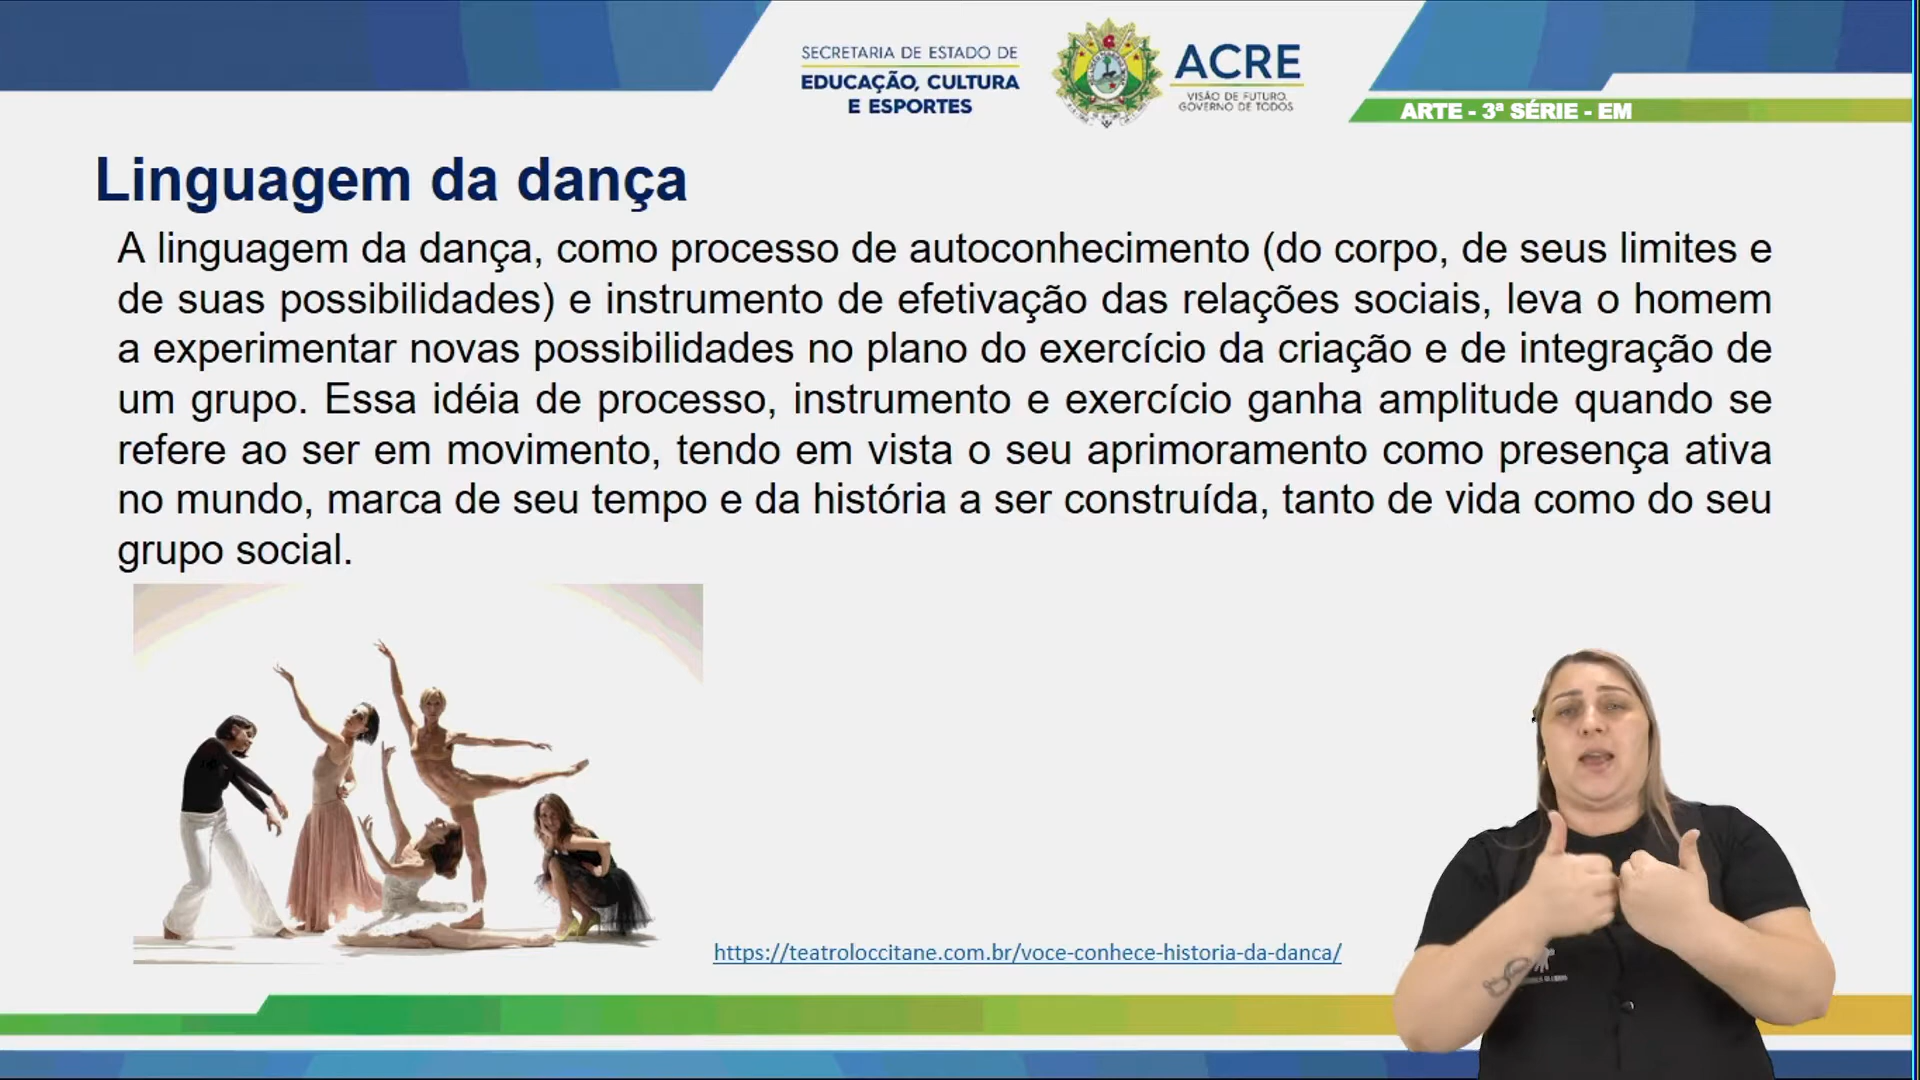 SECRETARIA DE ESTADO DE
EDUCAÇÃO, CULTURA
E ESPORTES
ACRE
VISÃO DE FUTURO,
GOVERNO DE TODOS
ARTE - 3ª SÉRIE - EM
Linguagem da dança
A linguagem da dança, como processo de autoconhecimento (do corpo, de seus limites e
de suas possibilidades) e instrumento de efetivação das relações sociais, leva o homem
a experimentar novas possibilidades no plano do exercício da criação e de integração de
um grupo. Essa idéia de processo, instrumento e exercício ganha amplitude quando se
refere ao ser em movimento, tendo em vista o seu aprimoramento como presença ativa
no mundo, marca de seu tempo e da história a ser construída, tanto de vida como do seu
grupo social.
https://teatroloccitane.com.br/voce-conhece-historia-da-danca/